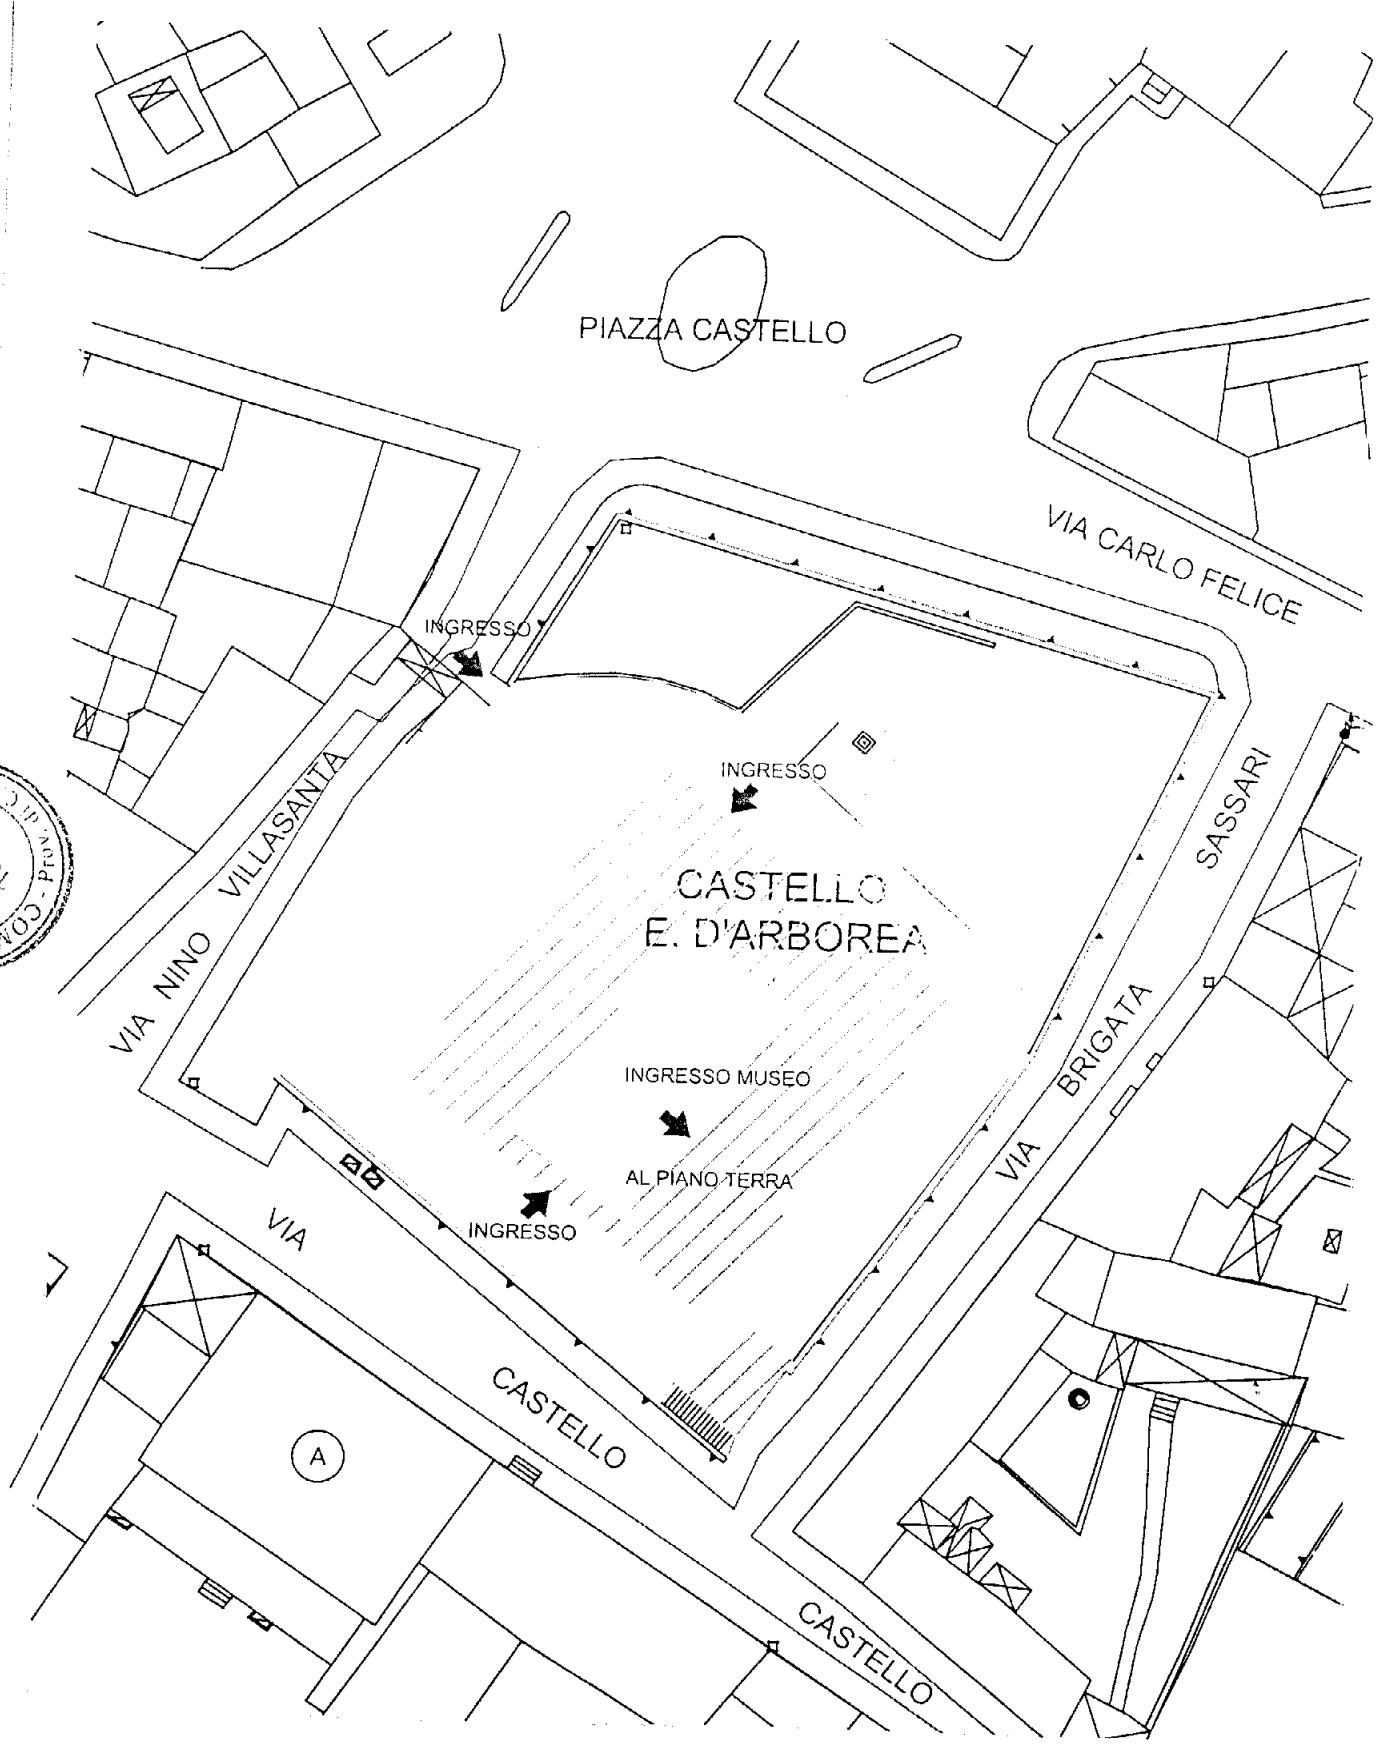 PIAZZA CASTELLO
VIA CARLO FELICE
INGRESSO
INGRESSO
SASSARI
VIA NINO VILLASANTA
CASTELLO
E. D'ARBOREA
BRIGATA
VIA
INGRESSO MUSEO
AL PIANO TERRA
INGRESSO
VIA
CASTELLO
A
CASTELLO